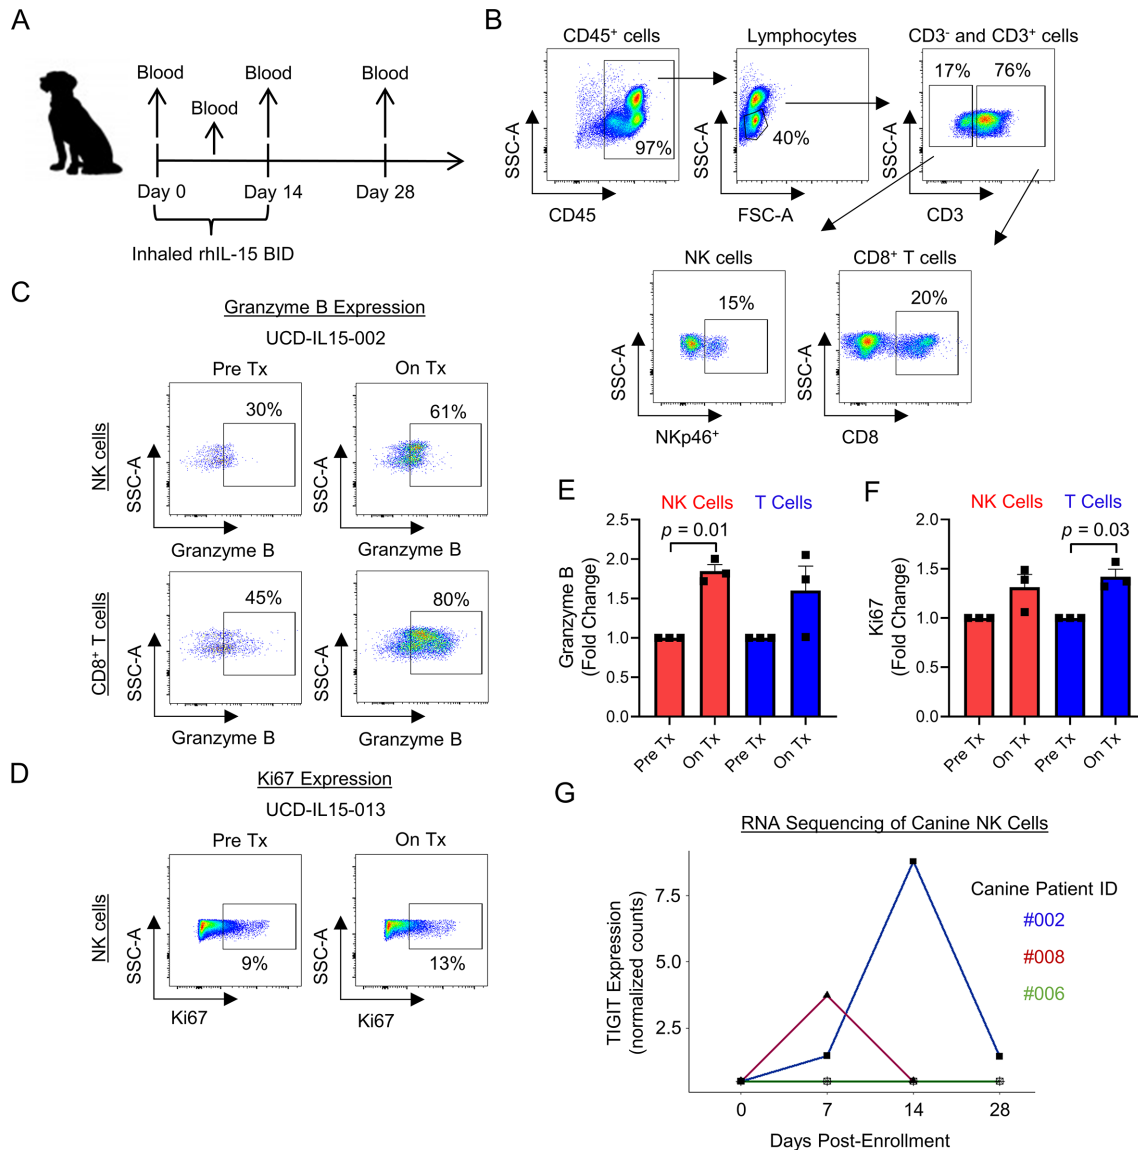 A
Blood
Blood
Blood
Blood
Day 0
Day 14
Day 28
Inhaled rhIL-15 BID
B
CD45+ cells
Lymphocytes
CD3- and CD3+ cells
97%
40%
17%
76%
SSC-A
SSC-A
SSC-A
CD45
FSC-A
CD3
NK cells
CD8+ T cells
15%
20%
SSC-A
SSC-A
NKp46+
CD8
C
Granzyme B Expression
UCD-IL15-002
Pre Tx
On Tx
NK cells
SSC-A
30%
SSC-A
61%
Granzyme B
Granzyme B
CD8+ T cells
SSC-A
45%
SSC-A
80%
Granzyme B
Granzyme B
D
Ki67 Expression
UCD-IL15-013
Pre Tx
On Tx
NK cells
SSC-A
9%
SSC-A
13%
Ki67
Ki67
E
NK Cells
T Cells
p = 0.01
Granzyme B
(Fold Change)
2.5
2.0
1.5
1.0
0.5
0.0
Pre Tx
On Tx
Pre Tx
On Tx
F
NK Cells
T Cells
p = 0.03
Ki67
(Fold Change)
2.0
1.5
1.0
0.5
0.0
Pre Tx
On Tx
Pre Tx
On Tx
G
RNA Sequencing of Canine NK Cells
TIGIT Expression
(normalized counts)
7.5
5.0
2.5
0
7
14
28
Days Post-Enrollment
Canine Patient ID
#002
#008
#006